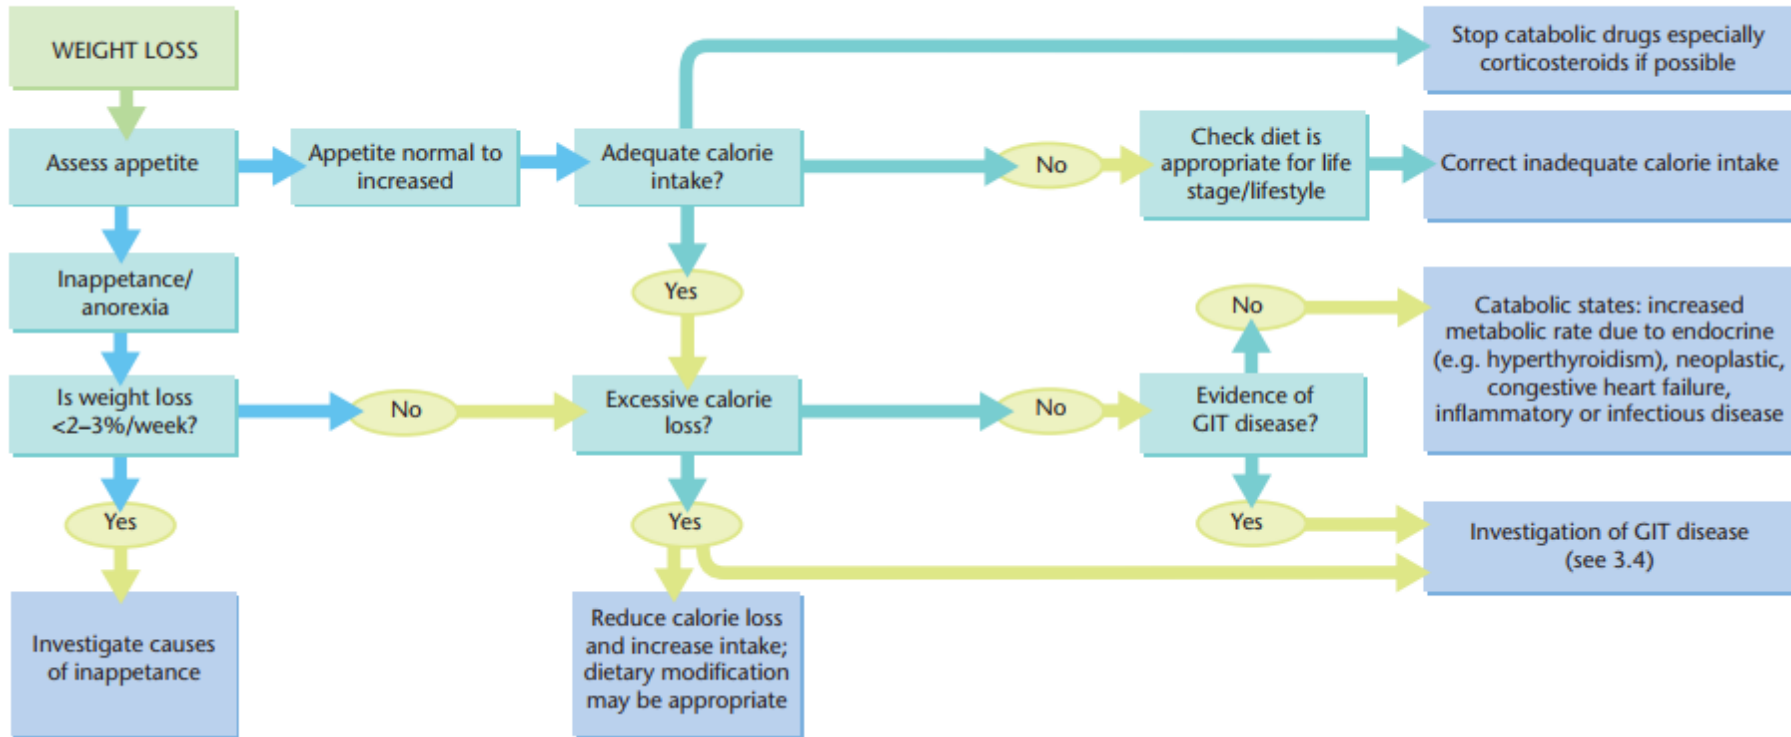 WEIGHT LOSS
Stop catabolic drugs especially
corticosteroids if possible
Assess appetite
Appetite normal to
increased
Adequate calorie
intake?
No
Check diet is
appropriate for life
stage/lifestyle
Correct inadequate calorie intake
Inappetance/
anorexia
Yes
No
Catabolic states: increased
metabolic rate due to endocrine
(e.g. hyperthyroidism), neoplastic,
congestive heart failure,
inflammatory or infectious disease
Is weight loss
<2–3%/week?
No
Excessive calorie
loss?
No
Evidence of
GIT disease?
Yes
Yes
Yes
Investigation of GIT disease
(see 3.4)
Investigate causes
of inappetance
Reduce calorie loss
and increase intake;
dietary modification
may be appropriate